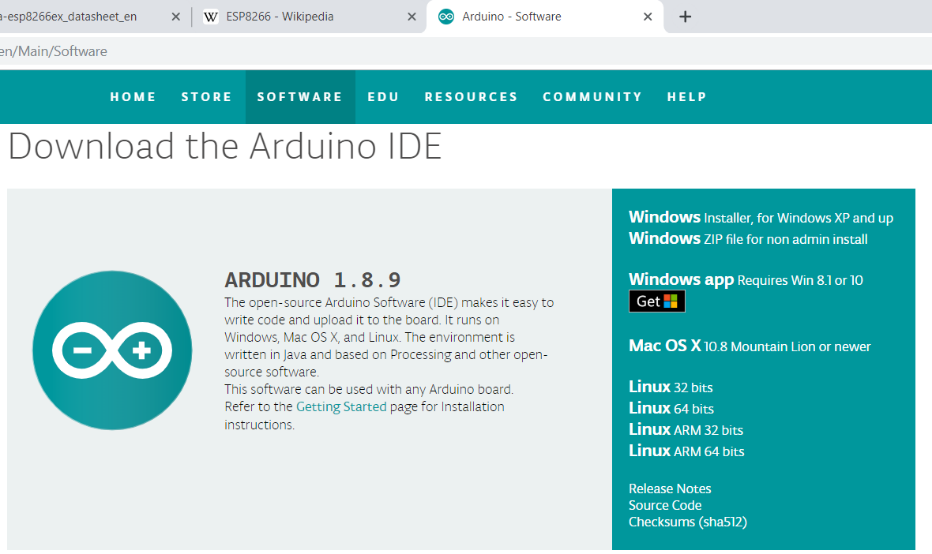 a-esp8266ex_datasheet_en
ESP8266 - Wikipedia
Arduino - Software
en/Main/Software
HOME
STORE
SOFTWARE
EDU
RESOURCES
COMMUNITY
HELP
Download the Arduino IDE
ARDUINO 1.8.9
The open-source Arduino Software (IDE) makes it easy to
write code and upload it to the board. It runs on
Windows, Mac OS X, and Linux. The environment is
written in Java and based on Processing and other open-
source software.
This software can be used with any Arduino board.
Refer to the Getting Started page for Installation
instructions.
Windows Installer, for Windows XP and up
Windows ZIP file for non admin install
Windows app Requires Win 8.1 or 10
Get
Mac OS X 10.8 Mountain Lion or newer
Linux 32 bits
Linux 64 bits
Linux ARM 32 bits
Linux ARM 64 bits
Release Notes
Source Code
Checksums (sha512)